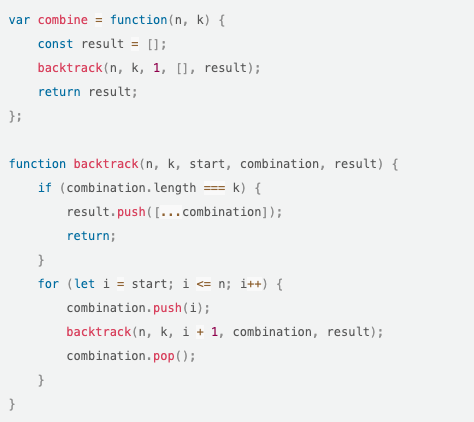 var combine = function(n, k) {
    const result = [];
    backtrack(n, k, 1, [], result);
    return result;
};

function backtrack(n, k, start, combination, result) {
    if (combination.length === k) {
        result.push([...combination]);
        return;
    }
    for (let i = start; i <= n; i++) {
        combination.push(i);
        backtrack(n, k, i + 1, combination, result);
        combination.pop();
    }
}